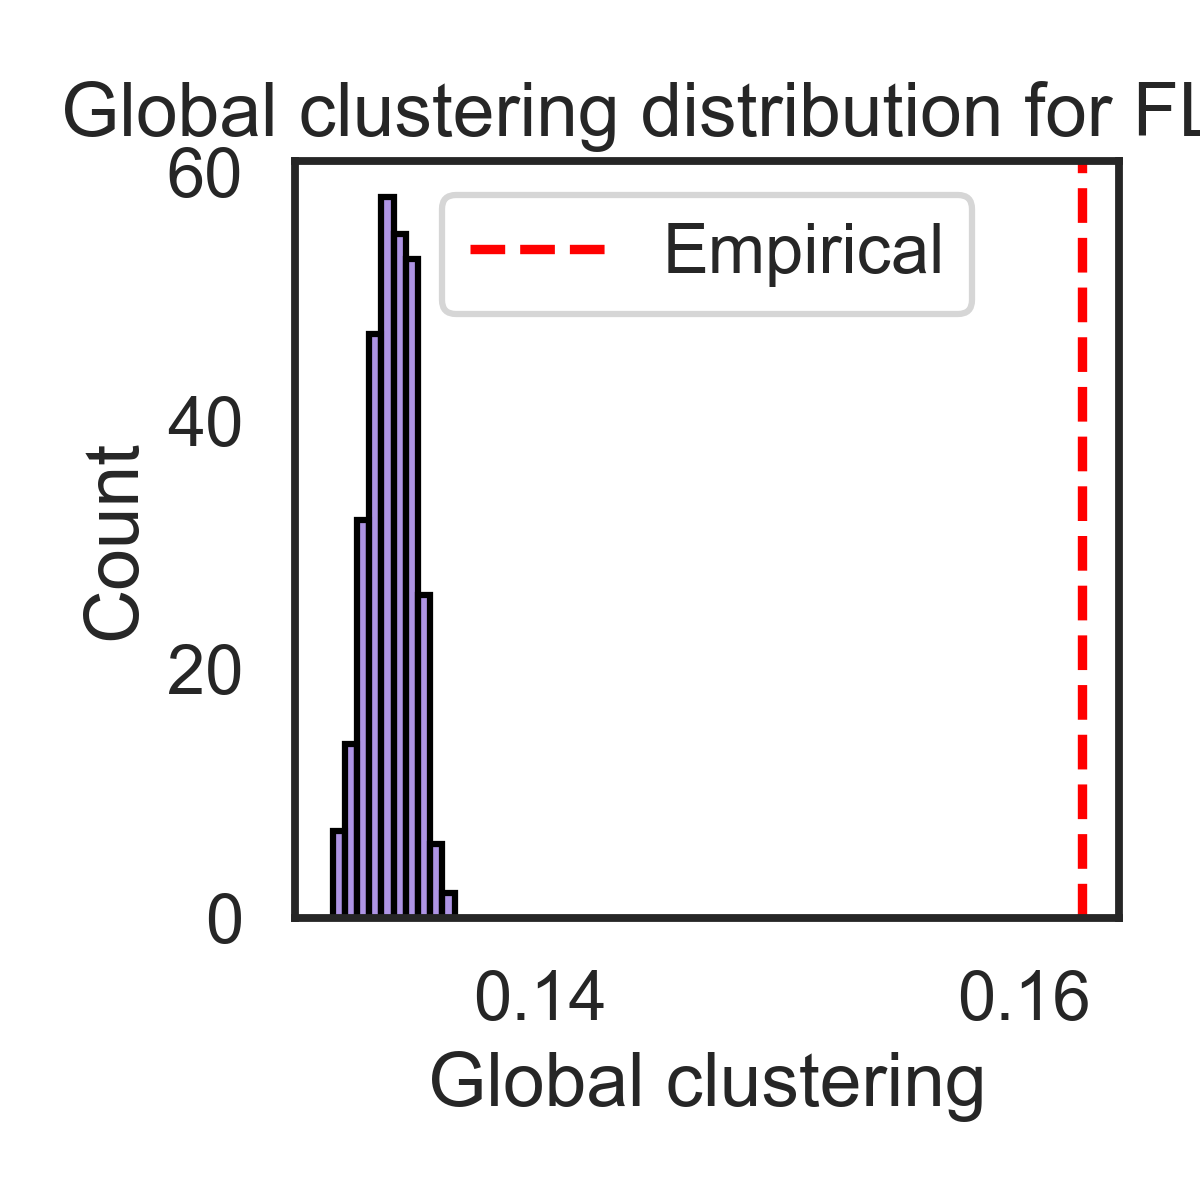 Global clustering distribution for FL
60
Empirical
40
Count
20
0
0.14 0.16
Global clustering